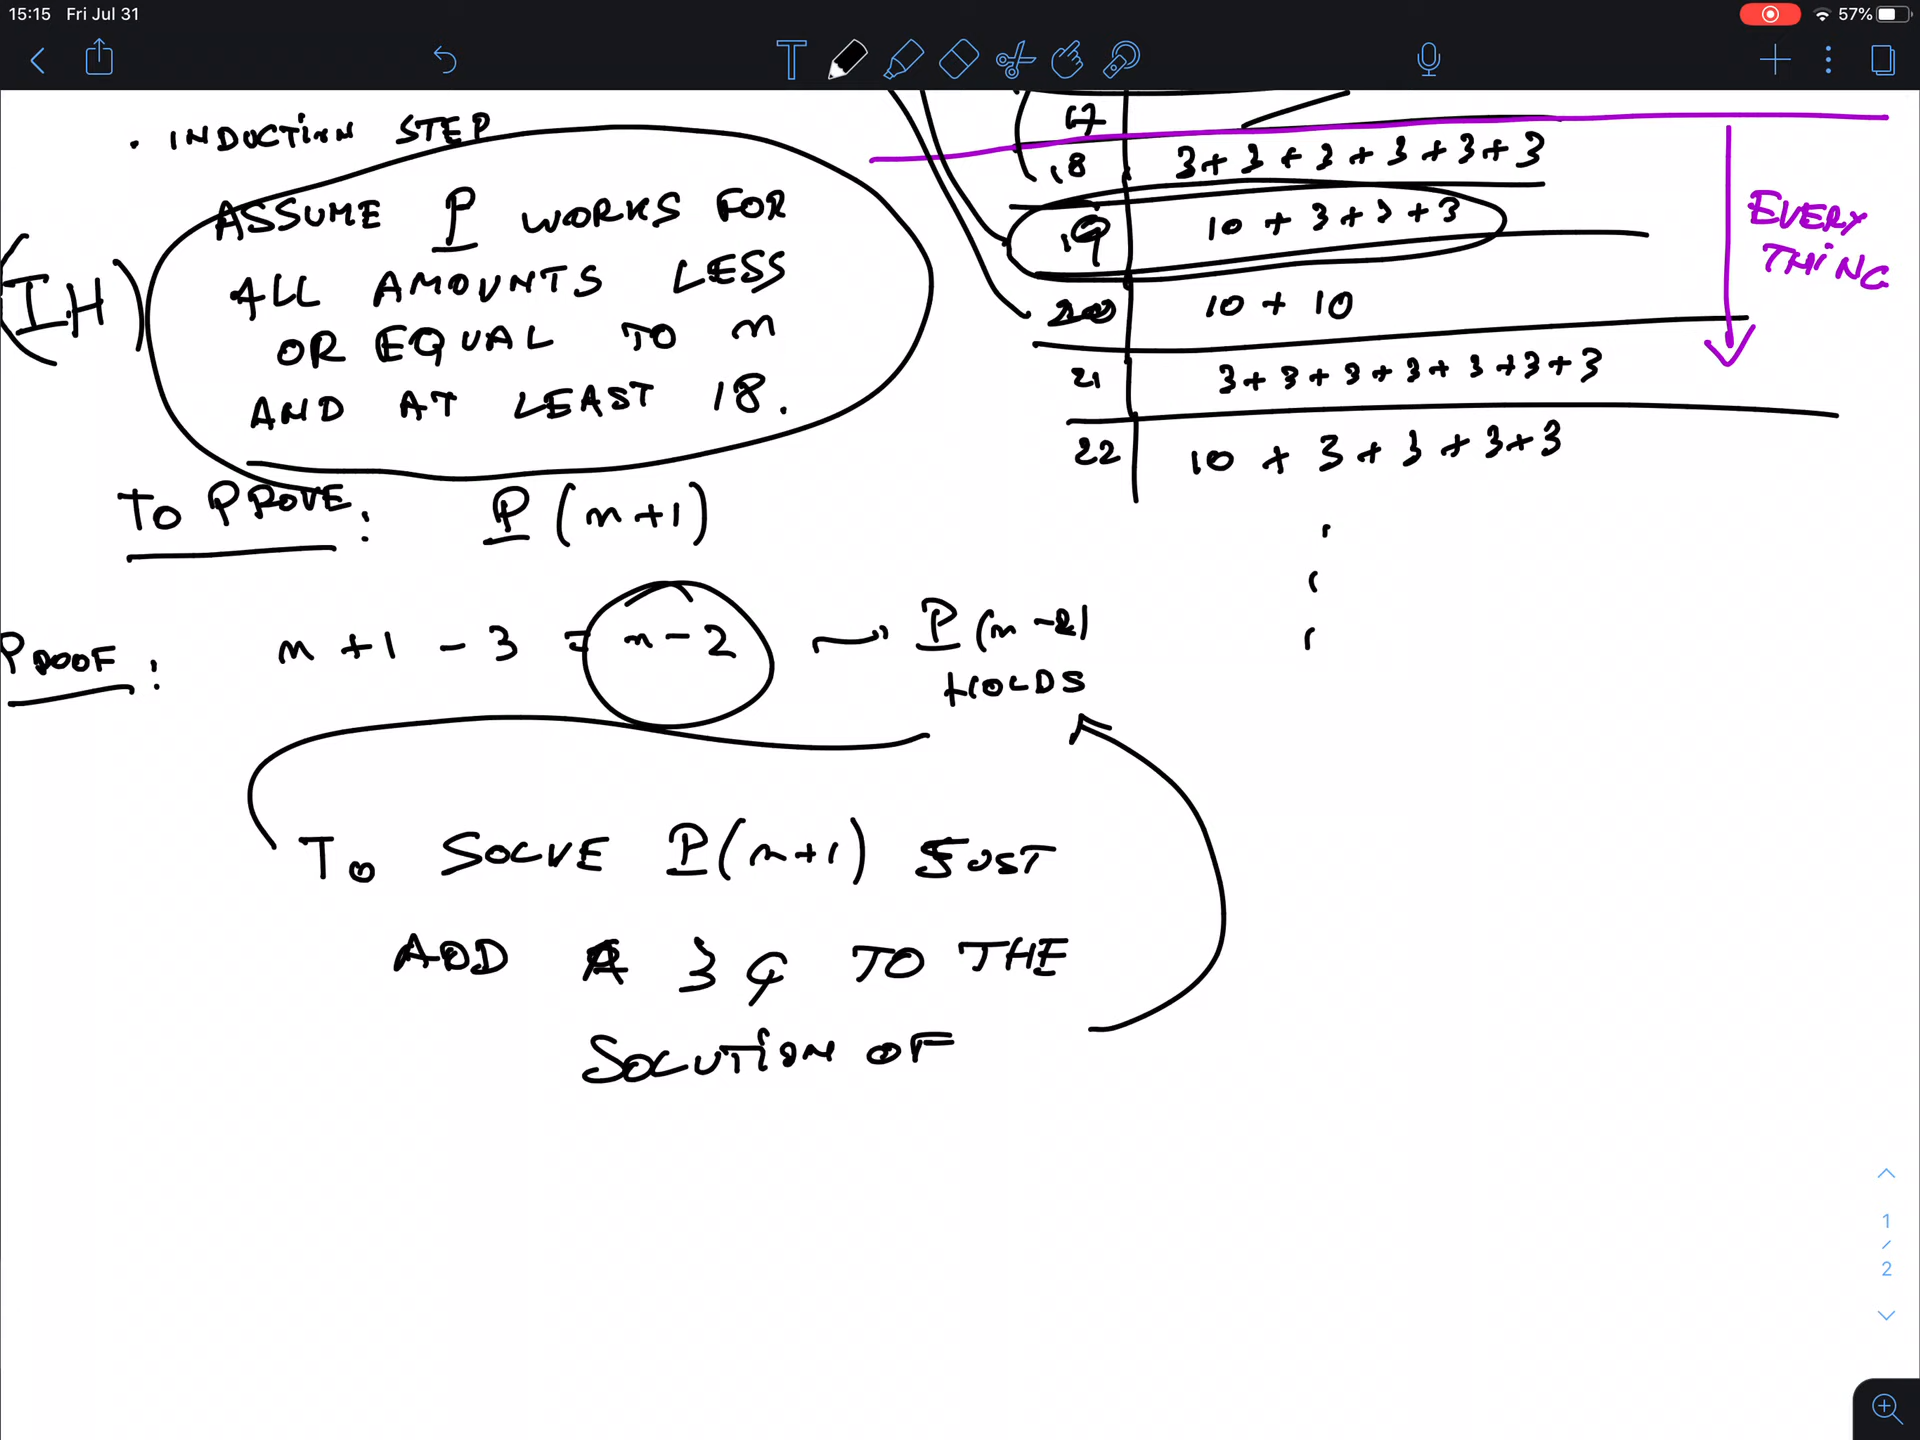 15:15 Fri Jul 31
57%
T
• INDUCTION STEP
(IH)
ASSUME P WORKS FOR
ALL AMOUNTS LESS
OR EQUAL TO n
AND AT LEAST 18.
TO PROVE: P(n+1)
PROOF: n+1-3 = n-2 P(n-2)
HOLDS
TO SOLVE P(n+1) JUST
ADD A 3¢ TO THE
SOLUTION OF
17
18 3+3+3+3+3+3
19 10+3+3+3
20 10+10
21 3+3+3+3+3+3+3
22 10+3+3+3+3
EVERY
THING
1
/
2